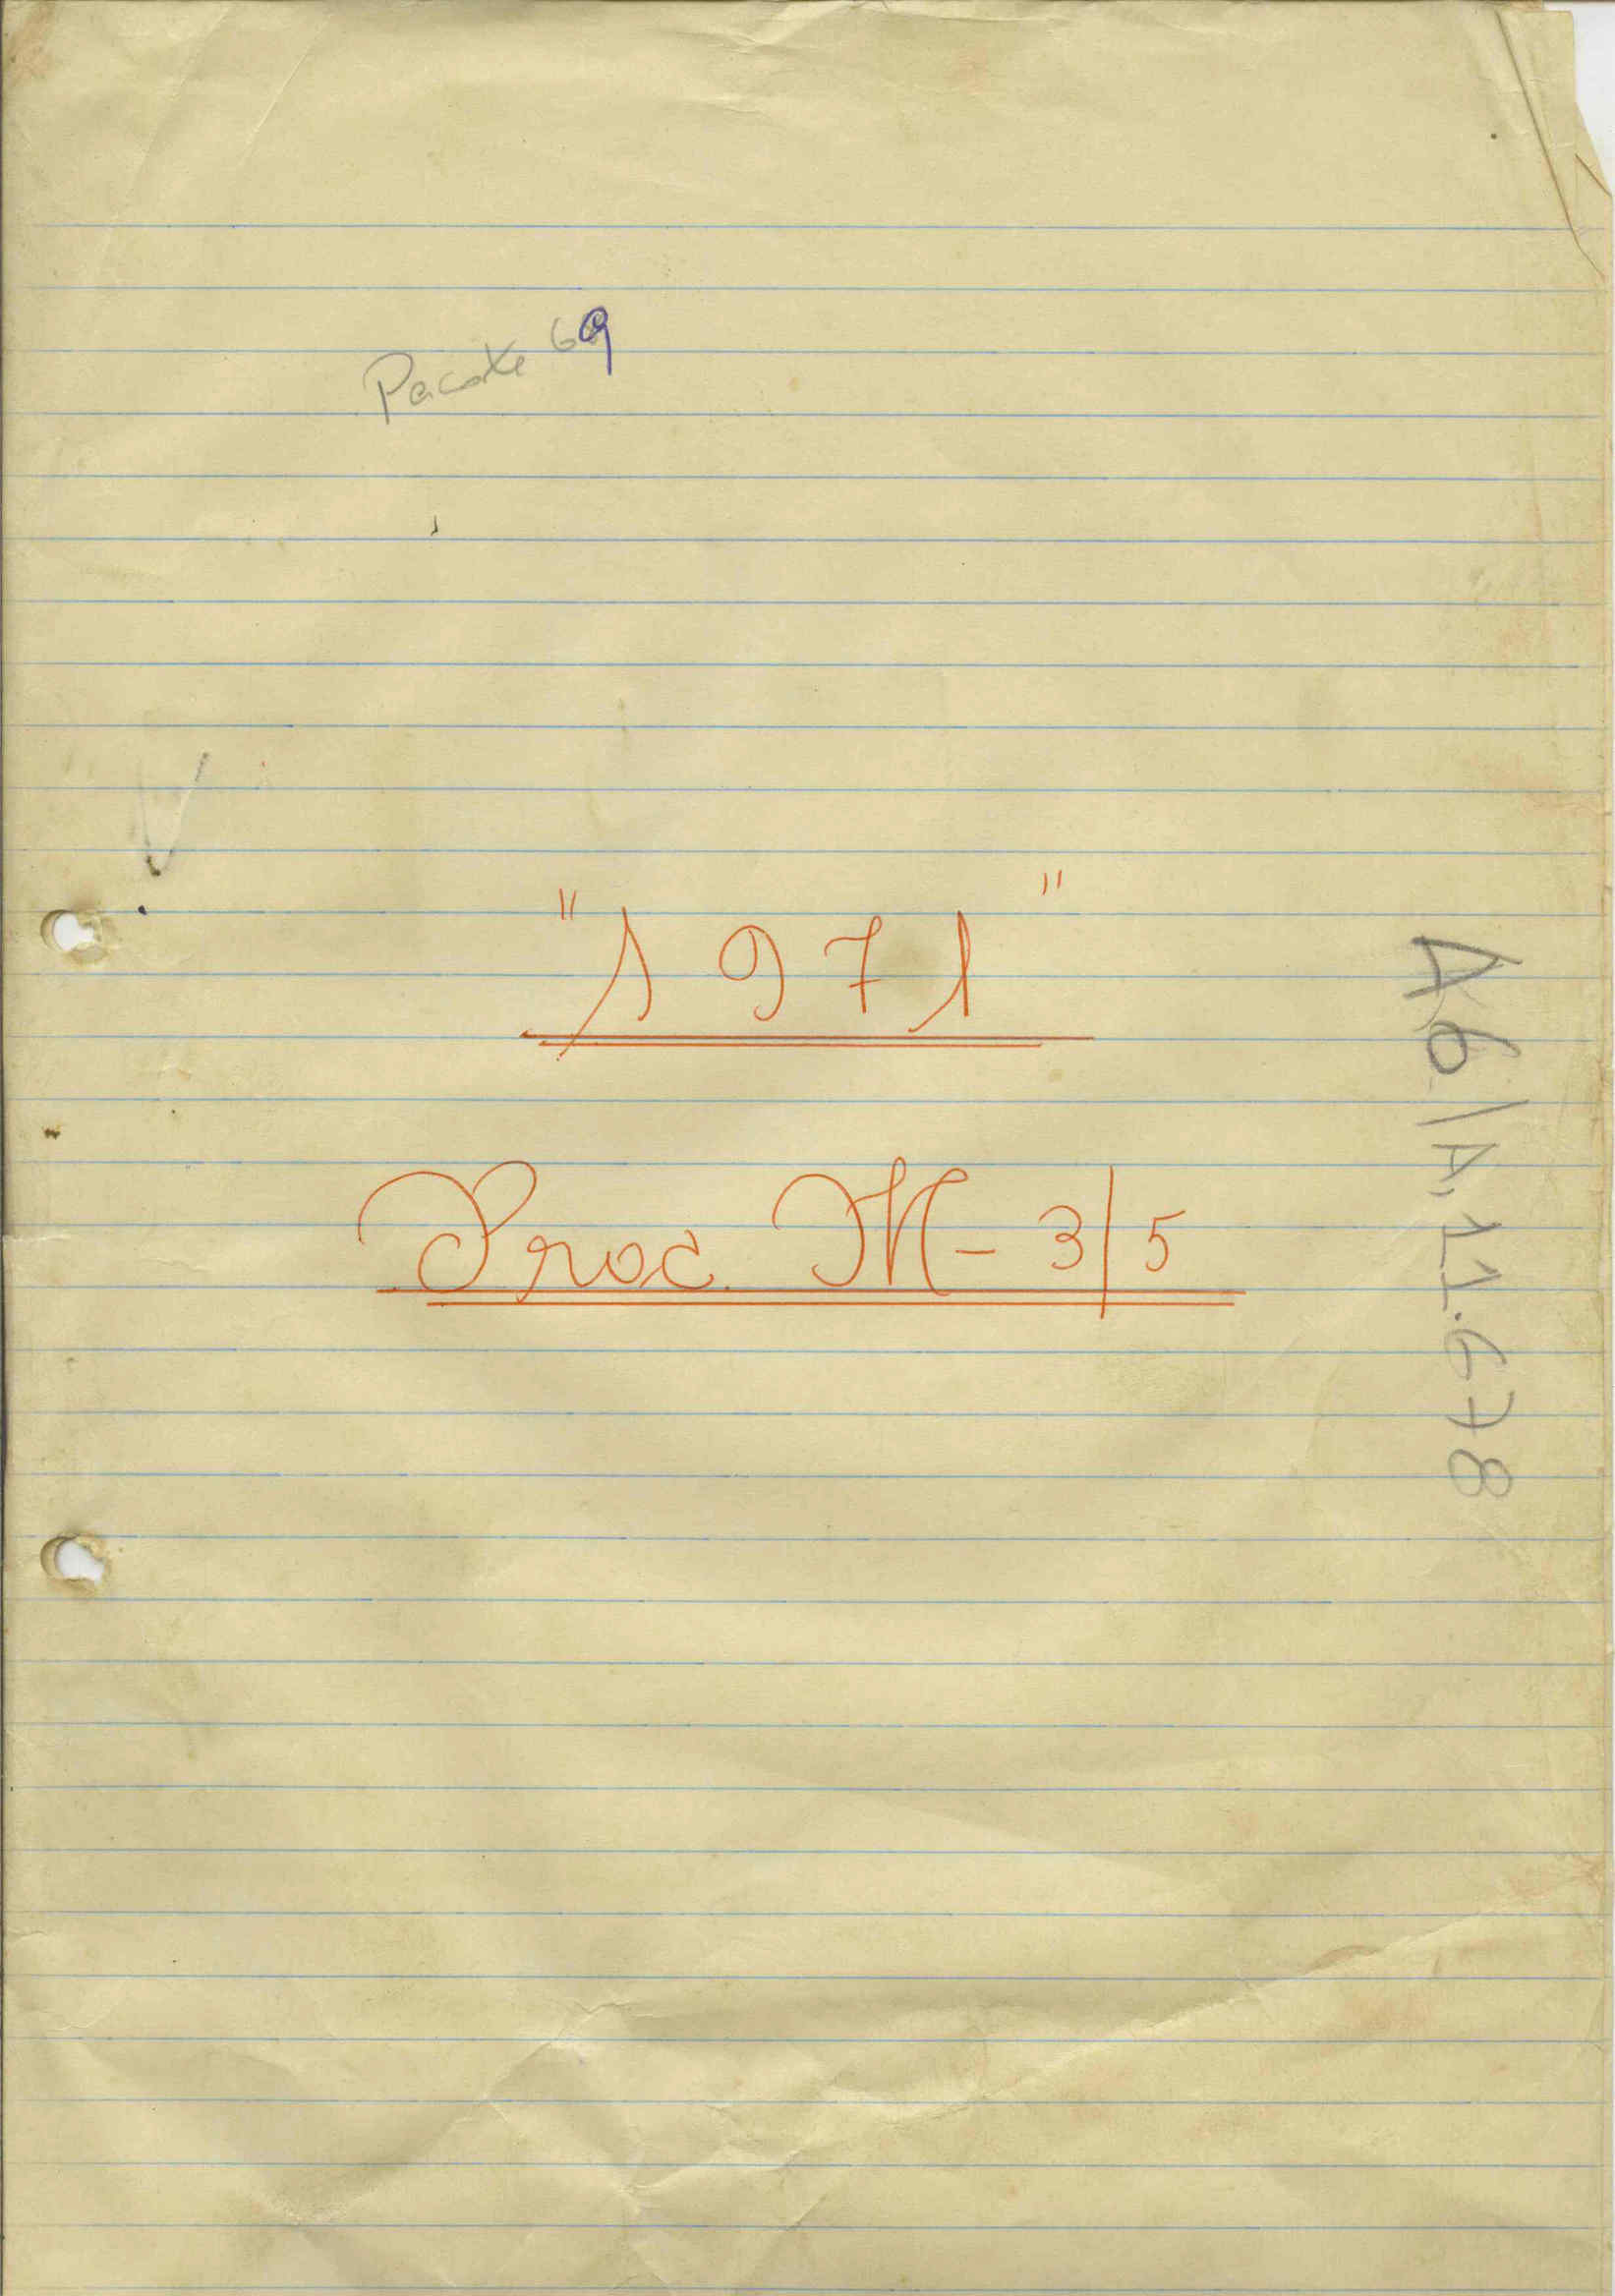 Pacote 69
"1971"
Proc. M- 3/5
A6/A.11.678